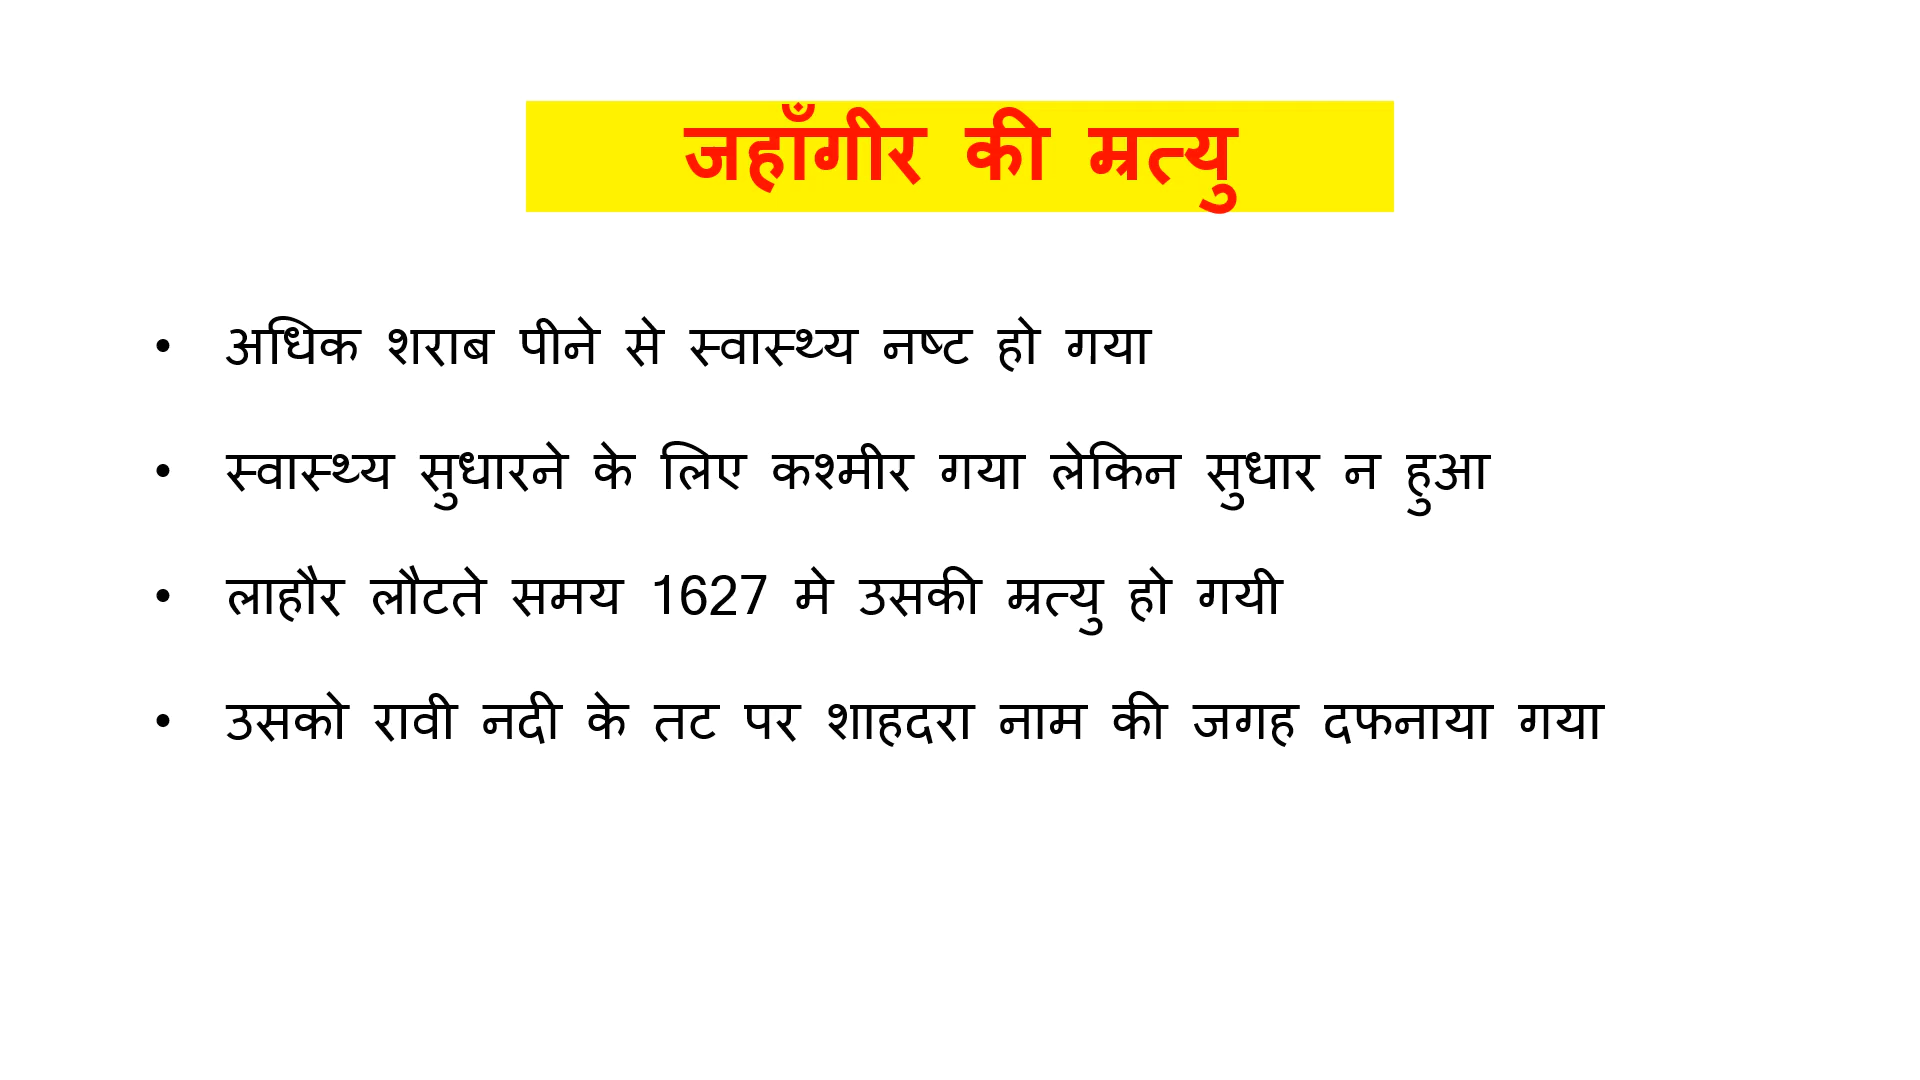 जहाँगीर की म्रत्यु
• अधिक शराब पीने से स्वास्थ्य नष्ट हो गया
• स्वास्थ्य सुधारने के लिए कश्मीर गया लेकिन सुधार न हुआ
• लाहौर लौटते समय 1627 मे उसकी म्रत्यु हो गयी
• उसको रावी नदी के तट पर शाहदरा नाम की जगह दफनाया गया